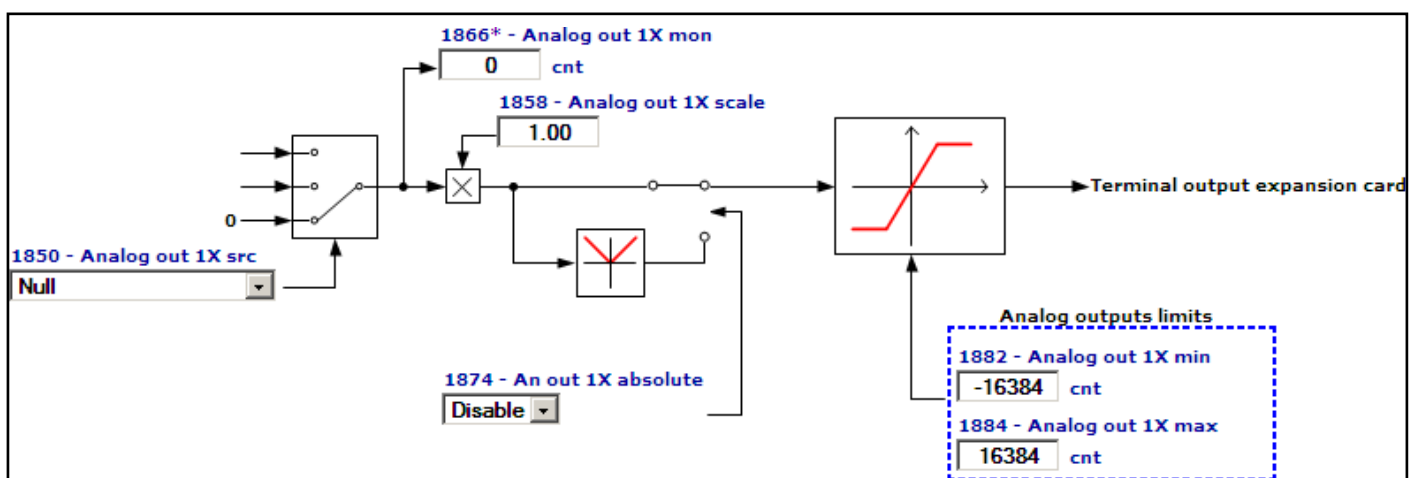 1866* - Analog out 1X mon
0 cnt
1858 - Analog out 1X scale
1.00
0
1850 - Analog out 1X src
Null
Terminal output expansion card
1874 - An out 1X absolute
Disable
Analog outputs limits
1882 - Analog out 1X min
-16384 cnt
1884 - Analog out 1X max
16384 cnt